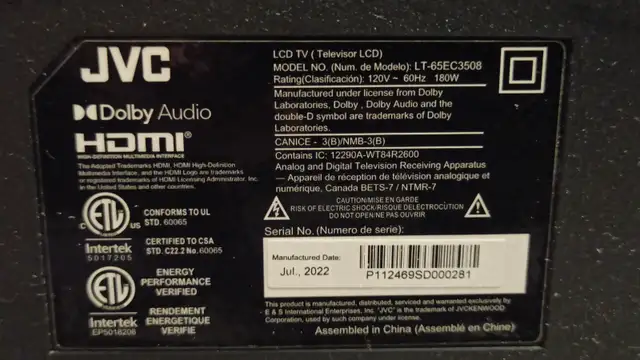 JVC
Dolby Audio
HDMI
HIGH-DEFINITION MULTIMEDIA INTERFACE
The Adopted Trademarks HDMI, HDMI High-Definition
Multimedia Interface, and the HDMI Logo are trademarks
or registered trademarks of HDMI Licensing Administrator, Inc.
in the United States and other countries.
ETL
C US
Intertek
5017205
CONFORMS TO UL
STD. 60065
CERTIFIED TO CSA
STD. C22.2 No.60065
ETL
Intertek
EP5018206
ENERGY
PERFORMANCE
VERIFIED
RENDEMENT
ENERGETIQUE
VERIFIE
LCD TV ( Televisor LCD)
MODEL NO. (Num. de Modelo): LT-65EC3508
Rating(Clasificación): 120V ~ 60Hz 180W
Manufactured under license from Dolby
Laboratories, Dolby , Dolby Audio and the
double-D symbol are trademarks of Dolby
Laboratories.
CANICE - 3(B)/NMB-3(B)
Contains IC: 12290A-WT84R2600
Analog and Digital Television Receiving Apparatus
— Appareil de réception de télévision analogique et
numérique, Canada BETS-7 / NTMR-7
CAUTION/MISE EN GARDE
RISK OF ELECTRIC SHOCK/RISQUE DÉLECTROCUTION
DO NOT OPEN/NE PAS OUVRIR
Serial No. (Numero de serie):
Manufactured Date:
Jul., 2022
P112469SD000281
This product is manufactured, distributed, serviced and warranted exclusively by
E & S International Enterprises, Inc. "JVC" is the trademark of JVCKENWOOD
Corporation, used by such company under license.
Assembled in China (Assemblé en Chine)